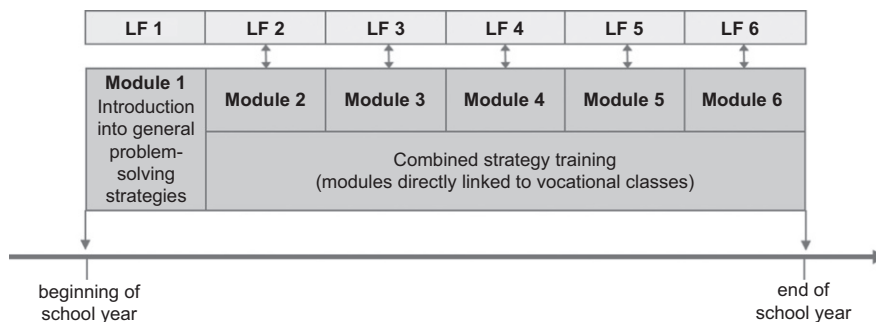 LF 1 LF 2 LF 3 LF 4 LF 5 LF 6
Module 1
Introduction
into general
problem-
solving
strategies
Module 2 Module 3 Module 4 Module 5 Module 6
Combined strategy training
(modules directly linked to vocational classes)
beginning of
school year
end of
school year